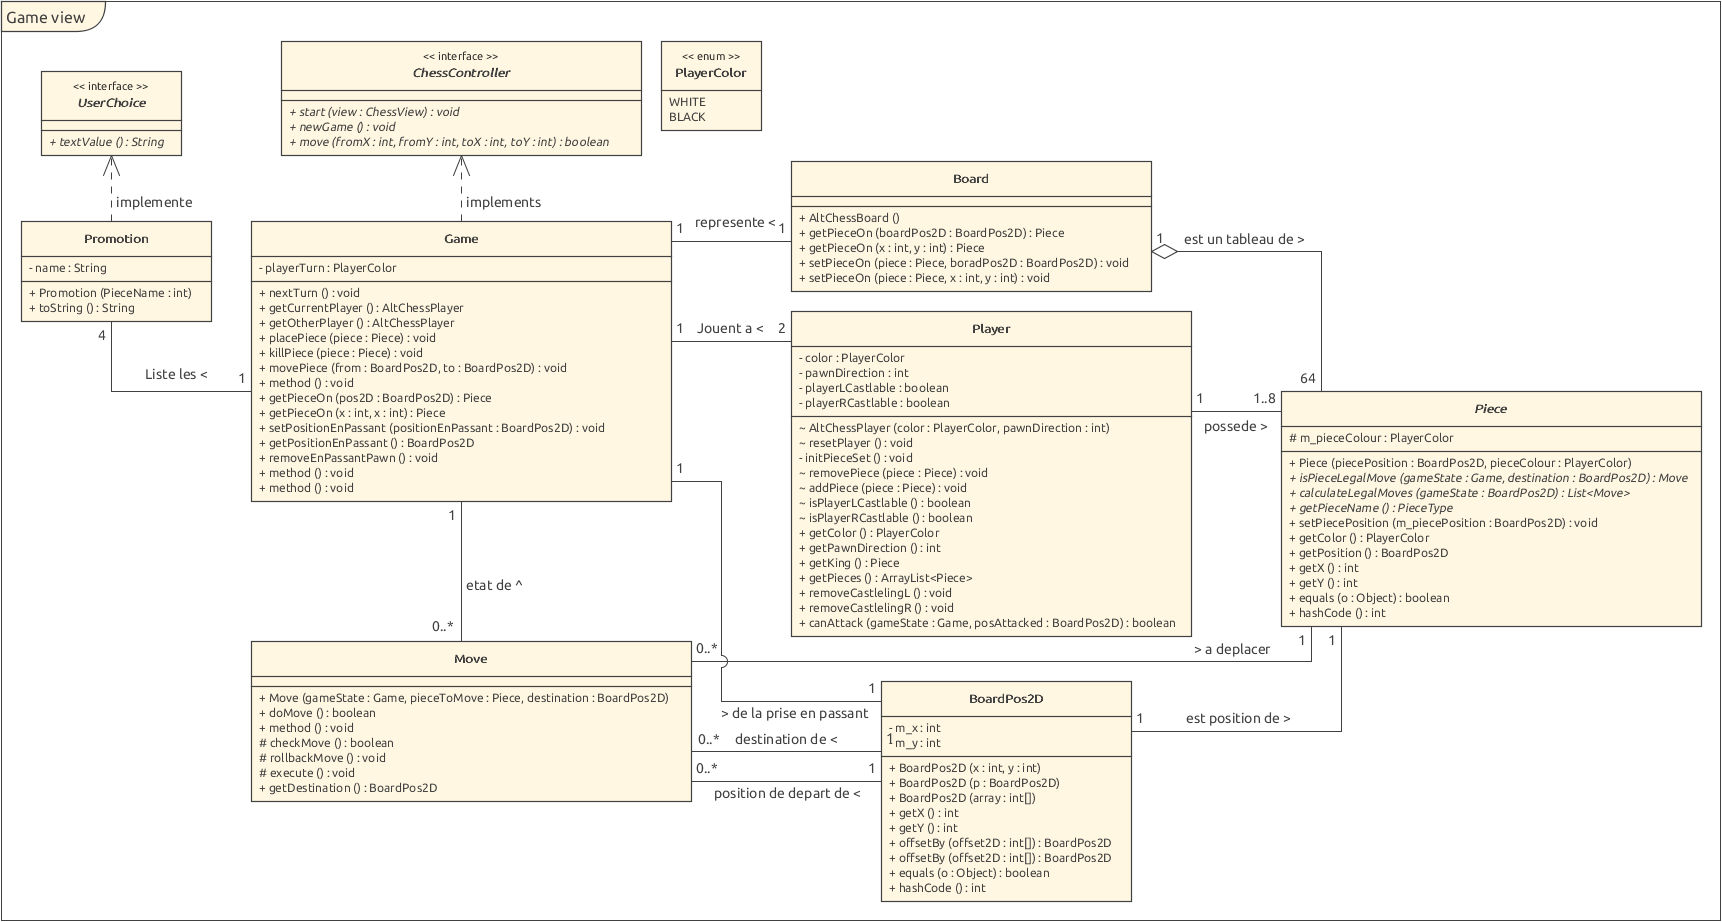 Game view
<< interface >>
UserChoice
+ textValue () : String
implemente
Promotion
- name : String
+ Promotion (PieceName : int)
+ toString () : String
4
Liste les <
1
<< interface >>
ChessController
+ start (view : ChessView) : void
+ newGame () : void
+ move (fromX : int, fromY : int, toX : int, toY : int) : boolean
implements
<< enum >>
PlayerColor
WHITE
BLACK
Game
- playerTurn : PlayerColor
+ nextTurn () : void
+ getCurrentPlayer () : AltChessPlayer
+ getOtherPlayer () : AltChessPlayer
+ placePiece (piece : Piece) : void
+ killPiece (piece : Piece) : void
+ movePiece (from : BoardPos2D, to : BoardPos2D) : void
+ method () : void
+ getPieceOn (pos2D : BoardPos2D) : Piece
+ getPieceOn (x : int, x : int) : Piece
+ setPositionEnPassant (positionEnPassant : BoardPos2D) : void
+ getPositionEnPassant () : BoardPos2D
+ removeEnPassantPawn () : void
+ method () : void
+ method () : void
1 represente < 1
Board
+ AltChessBoard ()
+ getPieceOn (boardPos2D : BoardPos2D) : Piece
+ getPieceOn (x : int, y : int) : Piece
+ setPieceOn (piece : Piece, boradPos2D : BoardPos2D) : void
+ setPieceOn (piece : Piece, x : int, y : int) : void
1 est un tableau de >
64
1 Jouent a < 2
Player
- color : PlayerColor
- pawnDirection : int
- playerLCastlable : boolean
- playerRCastlable : boolean
~ AltChessPlayer (color : PlayerColor, pawnDirection : int)
~ resetPlayer () : void
- initPieceSet () : void
~ removePiece (piece : Piece) : void
~ addPiece (piece : Piece) : void
~ isPlayerLCastlable () : boolean
~ isPlayerRCastlable () : boolean
+ getColor () : PlayerColor
+ getPawnDirection () : int
+ getKing () : Piece
+ getPieces () : ArrayList<Piece>
+ removeCastlelingL () : void
+ removeCastlelingR () : void
+ canAttack (gameState : Game, posAttacked : BoardPos2D) : boolean
1 1..8
possede >
Piece
# m_pieceColour : PlayerColor
+ Piece (piecePosition : BoardPos2D, pieceColour : PlayerColor)
+ isPieceLegalMove (gameState : Game, destination : BoardPos2D) : Move
+ calculateLegalMoves (gameState : BoardPos2D) : List<Move>
+ getPieceName () : PieceType
+ setPiecePosition (m_piecePosition : BoardPos2D) : void
+ getColor () : PlayerColor
+ getPosition () : BoardPos2D
+ getX () : int
+ getY () : int
+ equals (o : Object) : boolean
+ hashCode () : int
1
1
etat de ^
0..*
Move
+ Move (gameState : Game, pieceToMove : Piece, destination : BoardPos2D)
+ doMove () : boolean
+ method () : void
# checkMove () : boolean
# rollbackMove () : void
# execute () : void
+ getDestination () : BoardPos2D
0..* > a deplacer 1
1
> de la prise en passant
0..* destination de < 1
0..* 1
position de depart de <
BoardPos2D
- m_x : int
- m_y : int
+ BoardPos2D (x : int, y : int)
+ BoardPos2D (p : BoardPos2D)
+ BoardPos2D (array : int[])
+ getX () : int
+ getY () : int
+ offsetBy (offset2D : int[]) : BoardPos2D
+ offsetBy (offset2D : int[]) : BoardPos2D
+ equals (o : Object) : boolean
+ hashCode () : int
1 est position de >
1